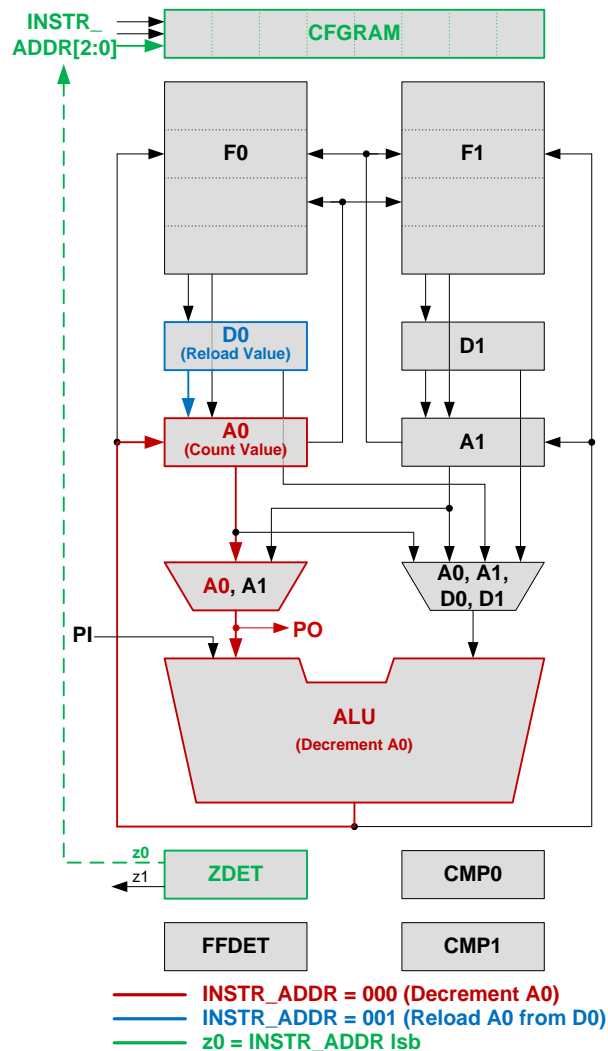 INSTR_
ADDR[2:0]
CFGRAM
F0
F1
D0
(Reload Value)
D1
A0
(Count Value)
A1
A0, A1
A0, A1,
D0, D1
PI
PO
ALU
(Decrement A0)
z0
z1
ZDET
CMP0
FFDET
CMP1
INSTR_ADDR = 000 (Decrement A0)
INSTR_ADDR = 001 (Reload A0 from D0)
z0 = INSTR_ADDR lsb